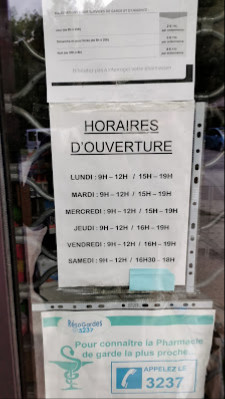 HORAIRES
D'OUVERTURE
LUNDI : 9H – 12H / 15H – 19H
MARDI : 9H – 12H / 15H – 19H
MERCREDI : 9H – 12H / 15H – 19H
JEUDI : 9H – 12H / 16H – 19H
VENDREDI : 9H – 12H / 16H – 19H
SAMEDI : 9H – 12H / 16H30 – 18H
RésoGardes
3237
Pour connaître la Pharmacie
de garde la plus proche
APPELEZ LE
3237